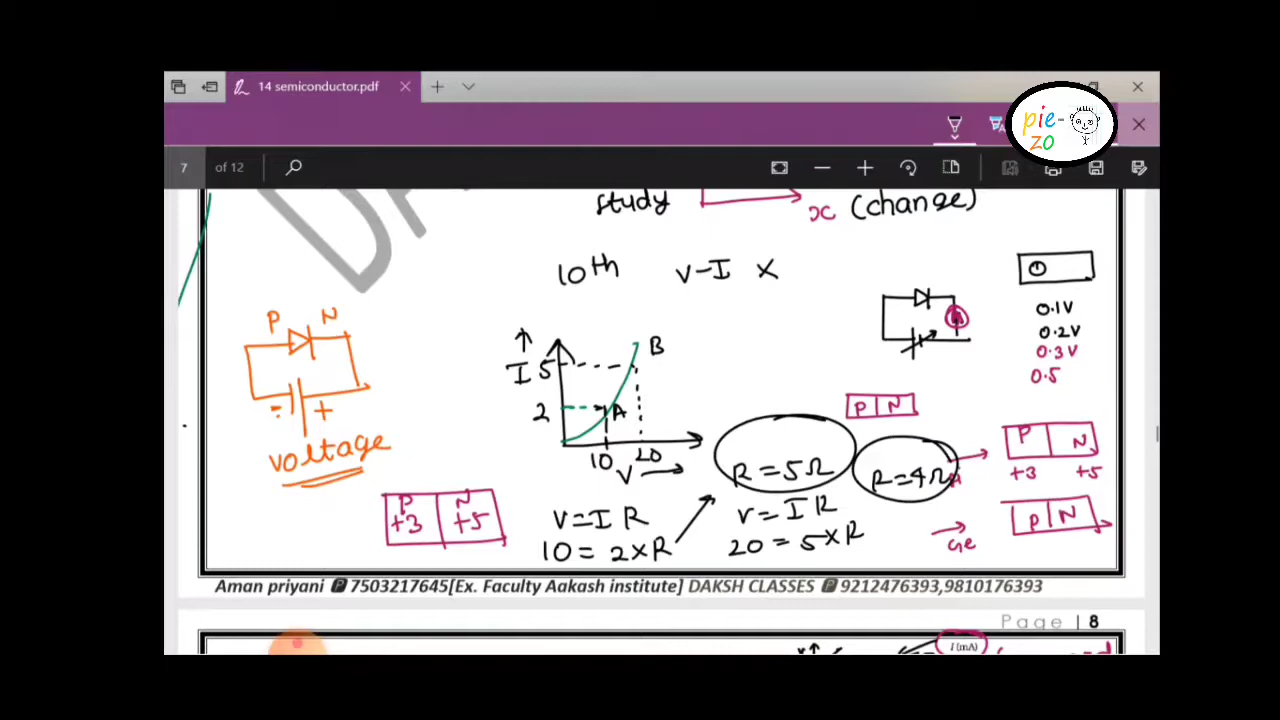 14 semiconductor.pdf
pie-
zo
7 of 12
study x (change)
10th V-I X
P N
- +
voltage
I 5 B
2 A
10 20
V
0.1V
0.2V
0.3V
0.5
P N
R = 5Ω R = 4Ω
P N
+3 +5
P N
+3 +5
V = I R
10 = 2 x R
V = I R
20 = 5 x R
P N
Ge
Aman priyani 7503217645[Ex. Faculty Aakash institute] DAKSH CLASSES 9212476393,9810176393
Page | 8
I (mA)